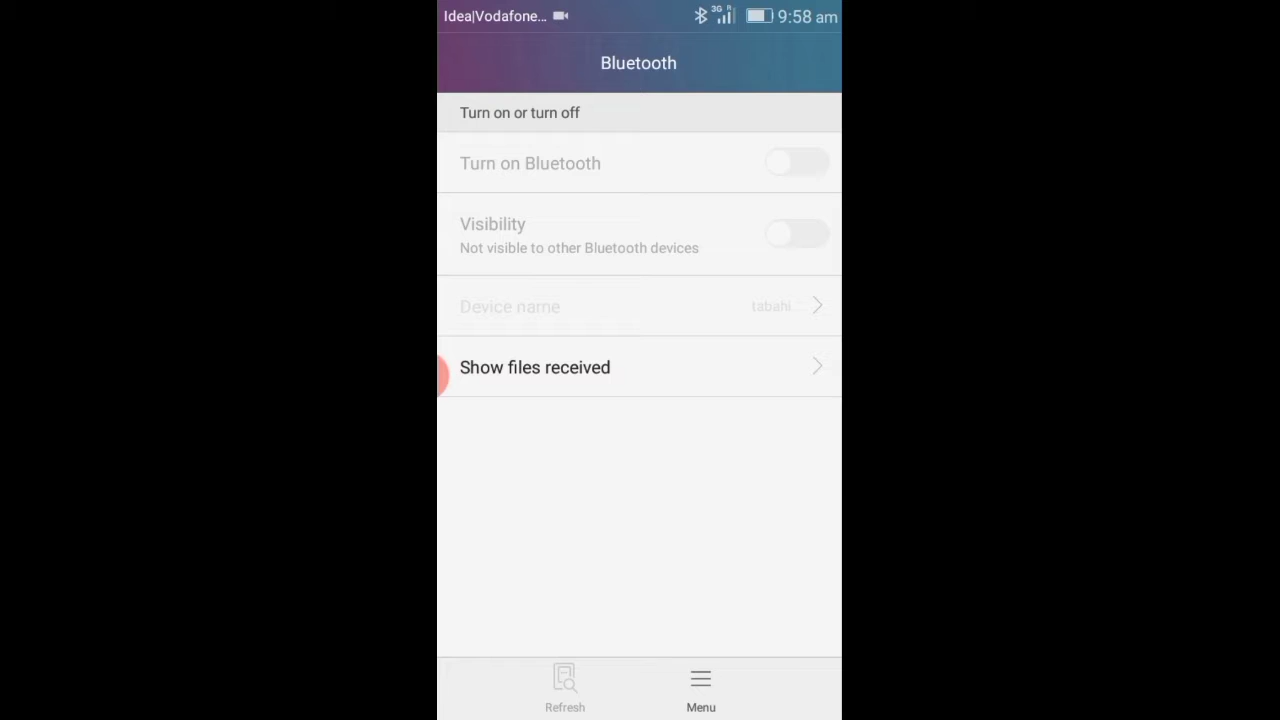 Idea|Vodafone... 3G R 9:58 am
Bluetooth
Turn on or turn off
Turn on Bluetooth
Visibility
Not visible to other Bluetooth devices
Device name tabahi...
Show files received
Refresh Menu